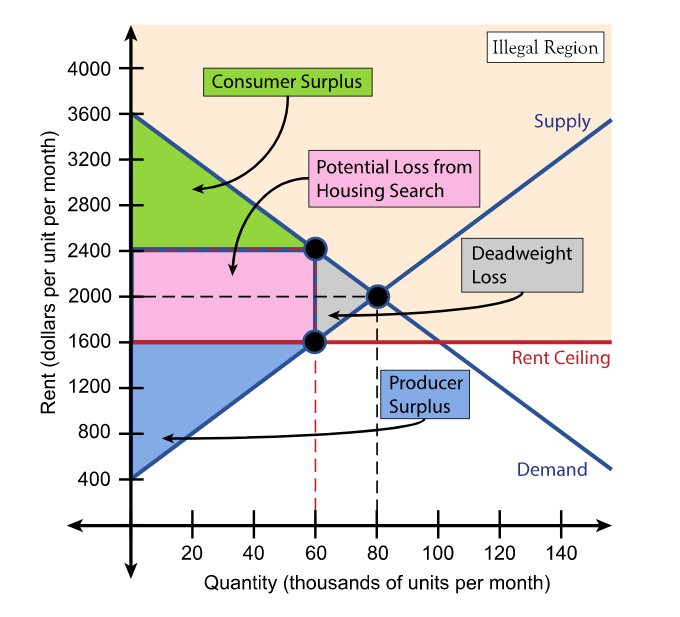 Illegal Region
4000
Consumer Surplus
3600
Supply
Potential Loss from
Housing Search
3200
2800
2400
Deadweight
Loss
2000
1600
Rent Ceiling
1200
Producer
Surplus
800
400
Demand
Rent (dollars per unit per month)
20 40 60 80 100 120 140
Quantity (thousands of units per month)